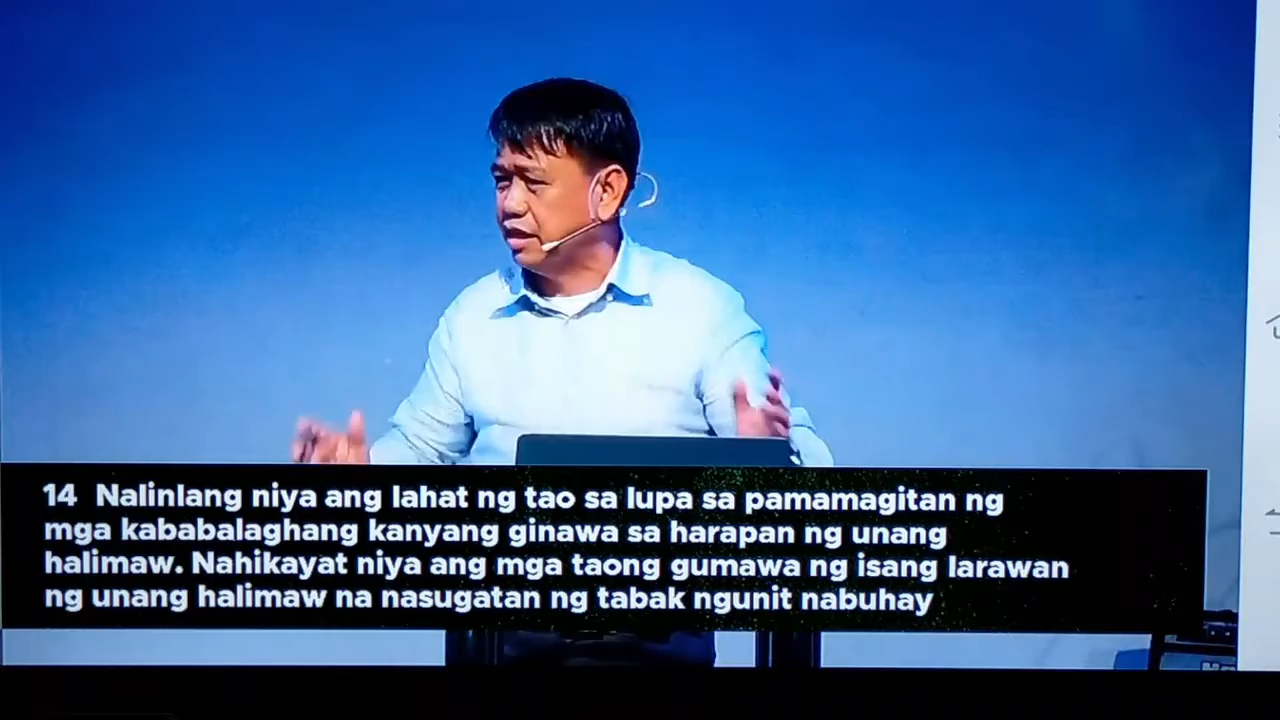 14 Nalinlang niya ang lahat ng tao sa lupa sa pamamagitan ng
mga kababalaghang kanyang ginawa sa harapan ng unang
halimaw. Nahikayat niya ang mga taong gumawa ng isang larawan
ng unang halimaw na nasugatan ng tabak ngunit nabuhay